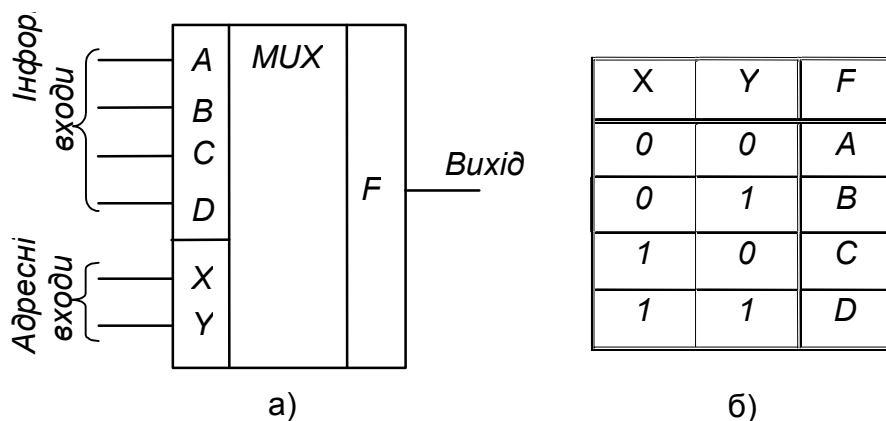 Інфор.
входи
A
B
C
D
MUX
F
Вихід
Адресні
входи
X
Y
а)
X Y F
0 0 A
0 1 B
1 0 C
1 1 D
б)